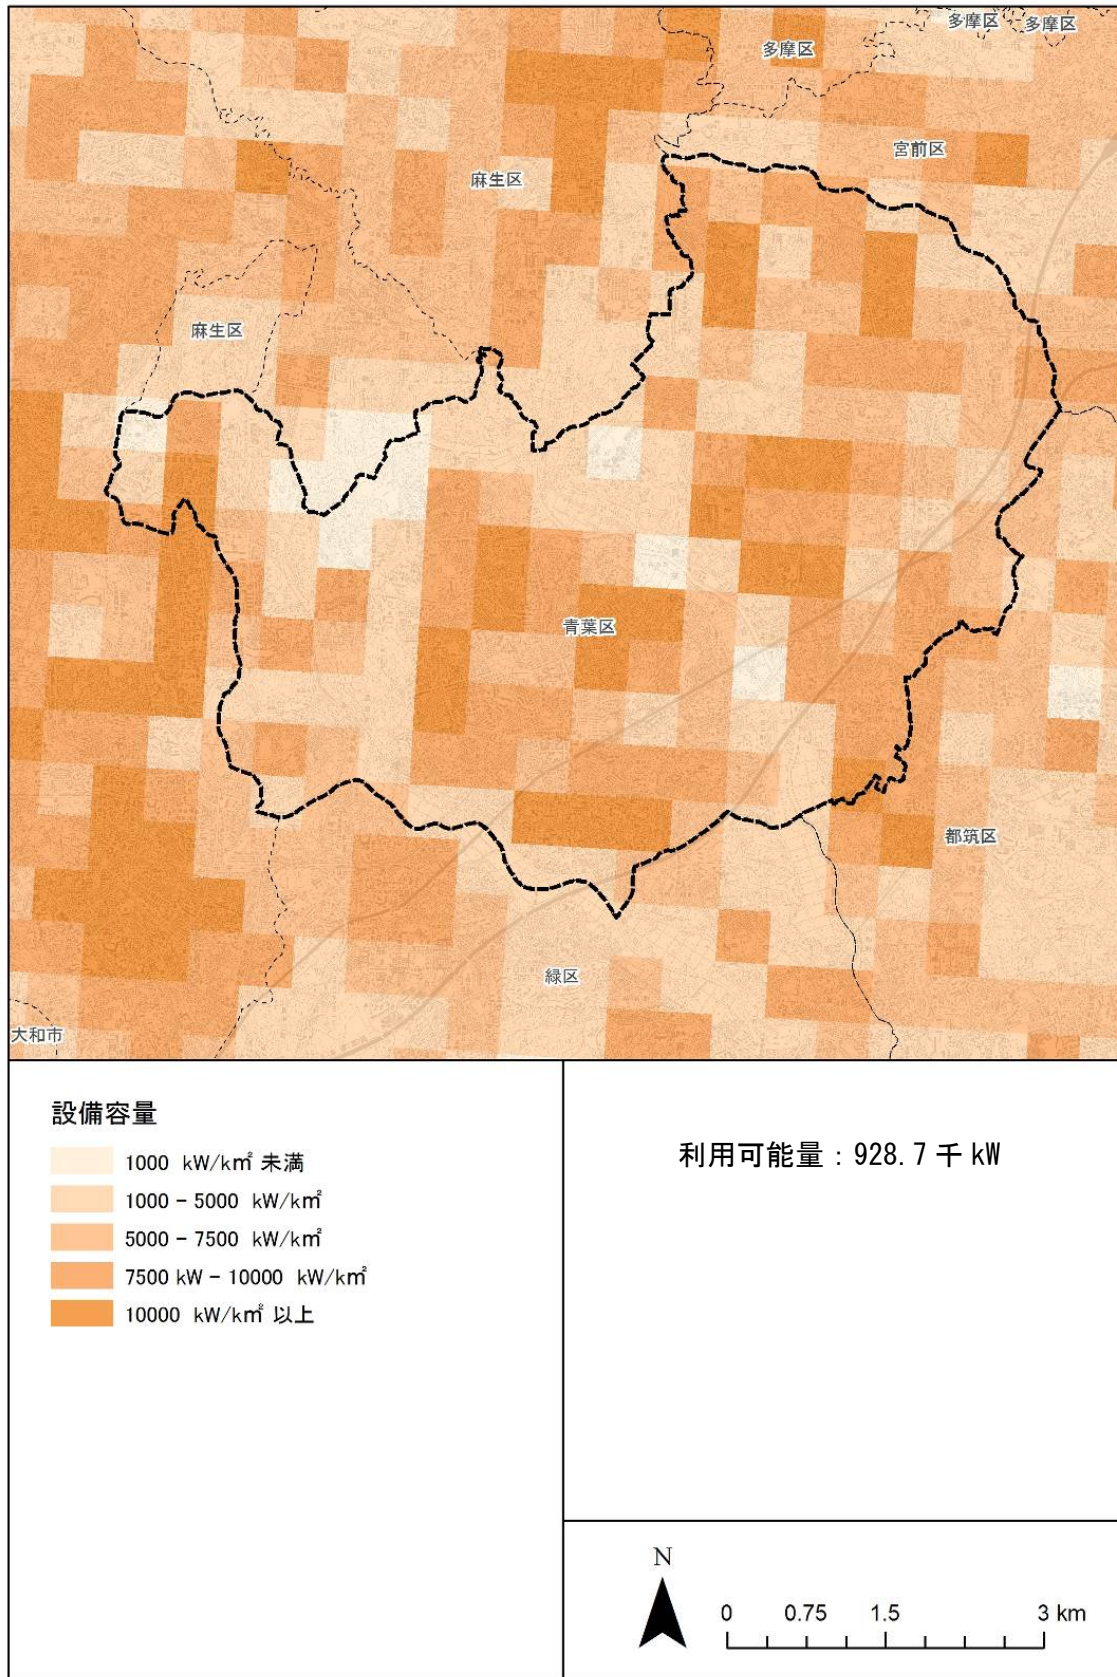 多摩区
多摩区
多摩区
宮前区
麻生区
麻生区
青葉区
都筑区
緑区
大和市
設備容量
1000 kW/k㎡ 未満
1000 - 5000 kW/k㎡
5000 - 7500 kW/k㎡
7500 kW - 10000 kW/k㎡
10000 kW/k㎡ 以上
利用可能量：928.7 千 kW
N
0 0.75 1.5 3 km